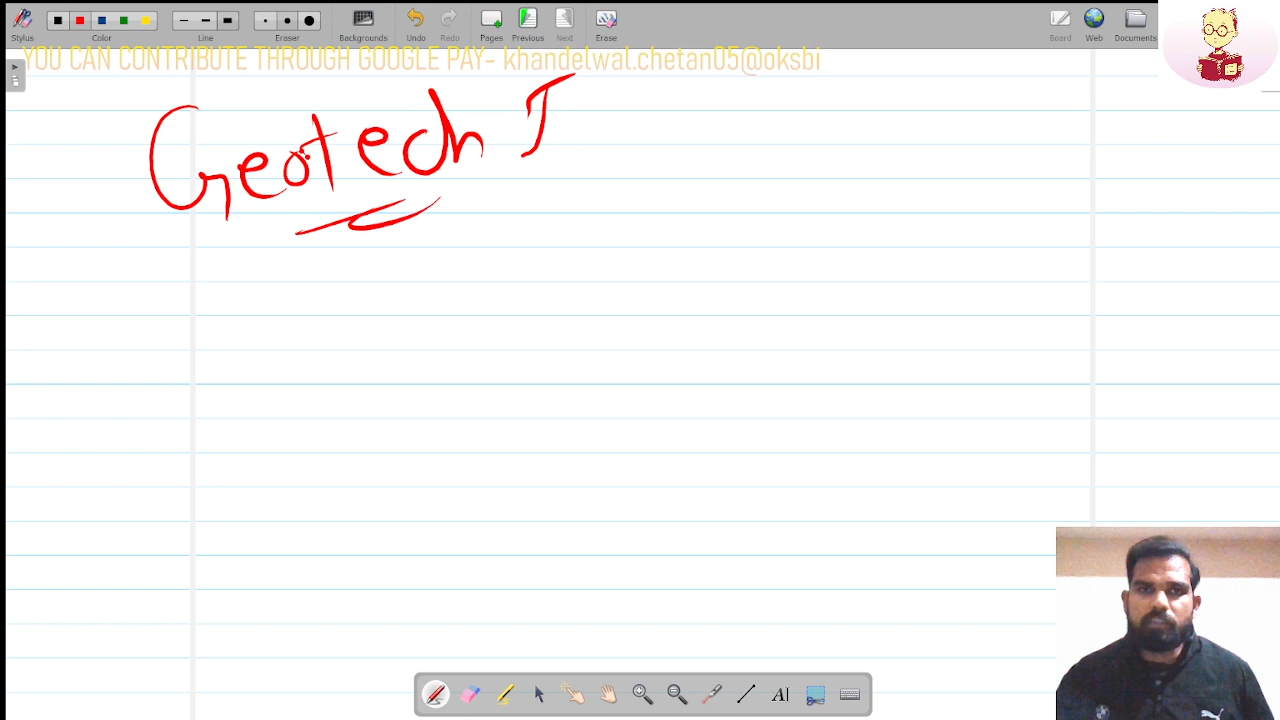 Stylus Color Line Eraser Backgrounds Undo Redo Pages Previous Next Erase Board Web Documents
YOU CAN CONTRIBUTE THROUGH GOOGLE PAY- khandelwal.chetan05@oksbi
Geotech I